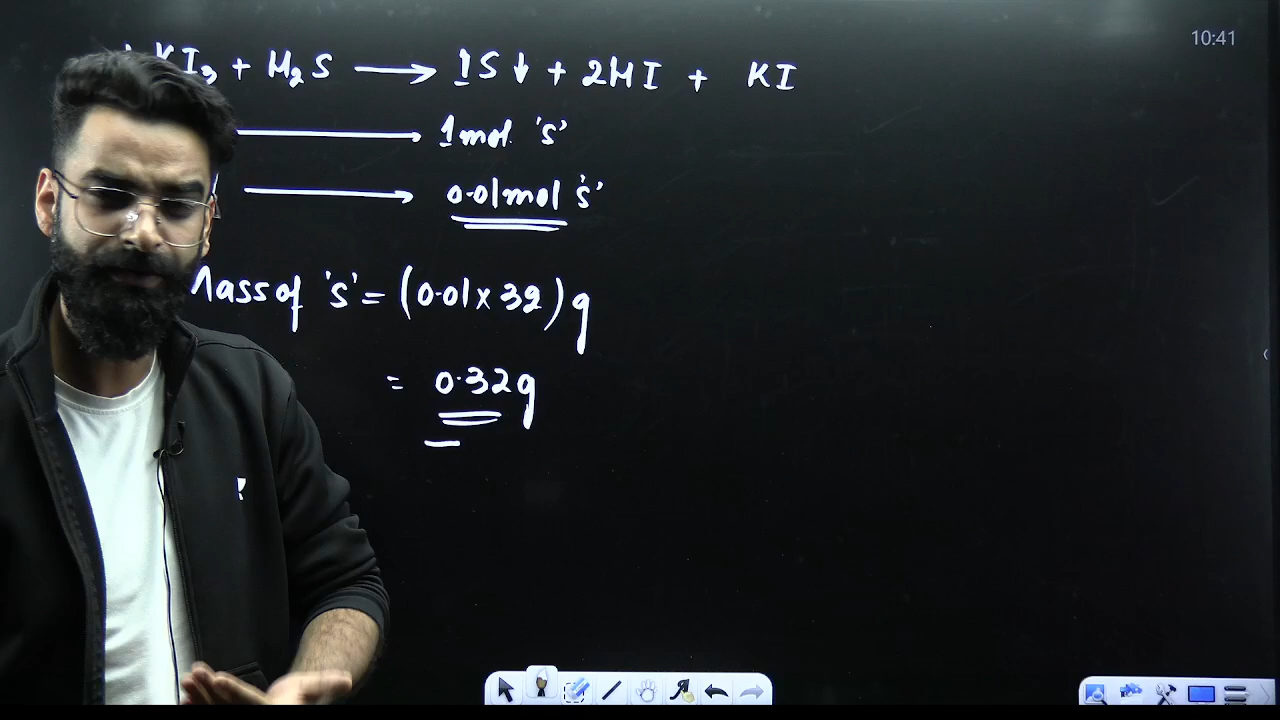 10:41
KI₃ + H₂S ⟶ 1S↓ + 2HI + KI
⟶ 1mol 'S'
⟶ 0.01mol 'S'
Mass of 'S' = (0.01 x 32) g
= 0.32g